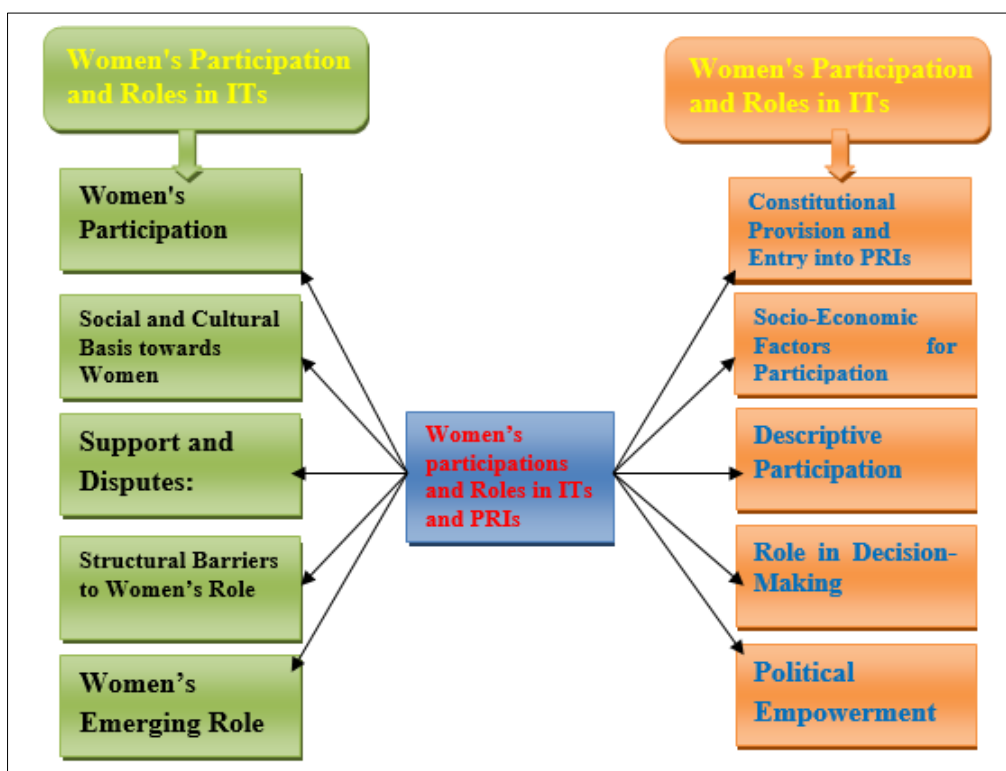 Women's Participation
and Roles in ITs
Women's
Participation
Social and Cultural
Basis towards
Women
Support and
Disputes:
Structural Barriers
to Women’s Role
Women’s
Emerging Role
Women’s
participations
and Roles in ITs
and PRIs
Women's Participation
and Roles in ITs
Constitutional
Provision and
Entry into PRIs
Socio-Economic
Factors for
Participation
Descriptive
Participation
Role in Decision-
Making
Political
Empowerment